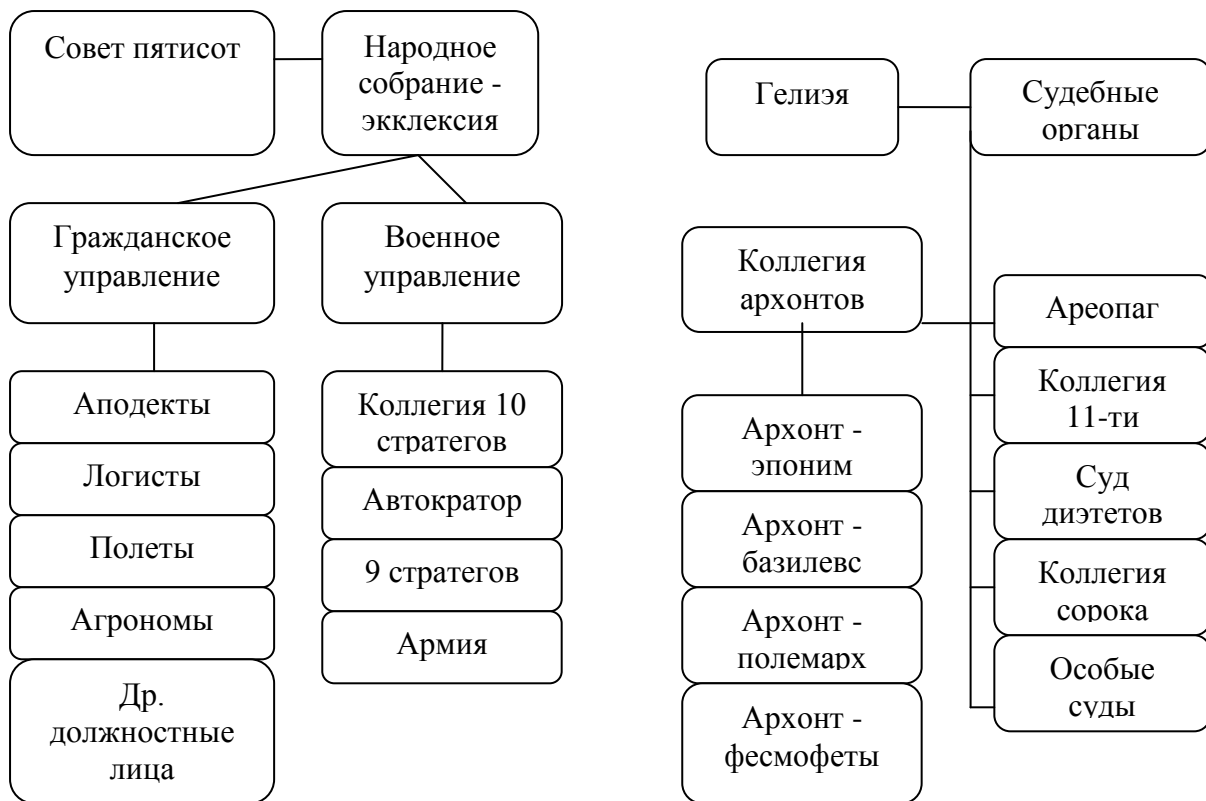 Совет пятисот
Народное
собрание -
экклексия
Гражданское
управление
Военное
управление
Аподекты
Логисты
Полеты
Агрономы
Др.
должностные
лица
Коллегия 10
стратегов
Автократор
9 стратегов
Армия
Гелиэя
Судебные
органы
Коллегия
архонтов
Архонт -
эпоним
Архонт -
базилевс
Архонт -
полемарх
Архонт -
фесмофеты
Ареопаг
Коллегия
11-ти
Суд
диэтетов
Коллегия
сорока
Особые
суды